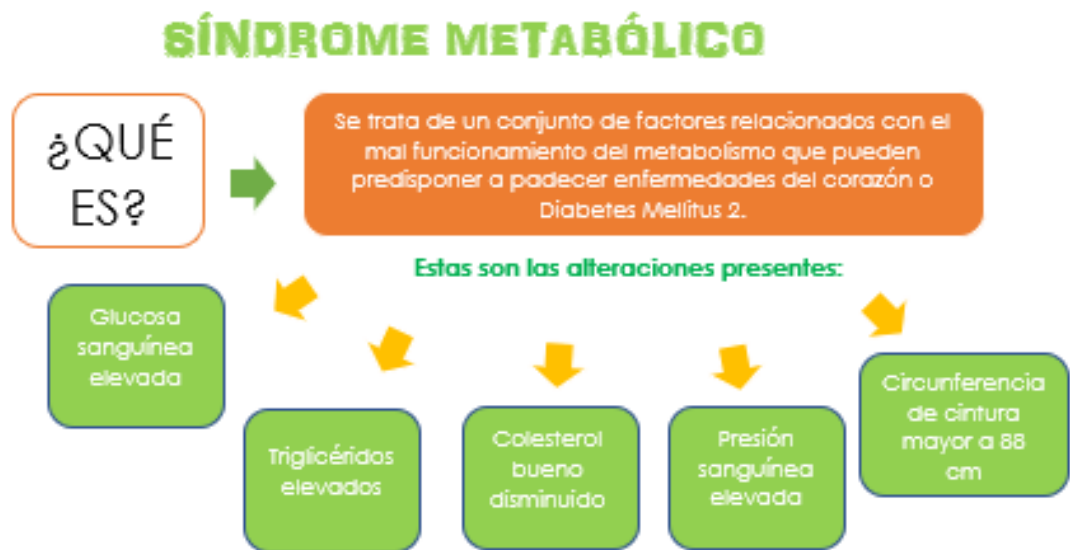 SÍNDROME METABÓLICO
¿QUÉ
ES?
Se trata de un conjunto de factores relacionados con el
mal funcionamiento del metabolismo que pueden
predisponer a padecer enfermedades del corazón o
Diabetes Mellitus 2.
Estas son las alteraciones presentes:
Glucosa
sanguínea
elevada
Triglicéridos
elevados
Colesterol
bueno
disminuido
Presión
sanguínea
elevada
Circunferencia
de cintura
mayor a 88
cm